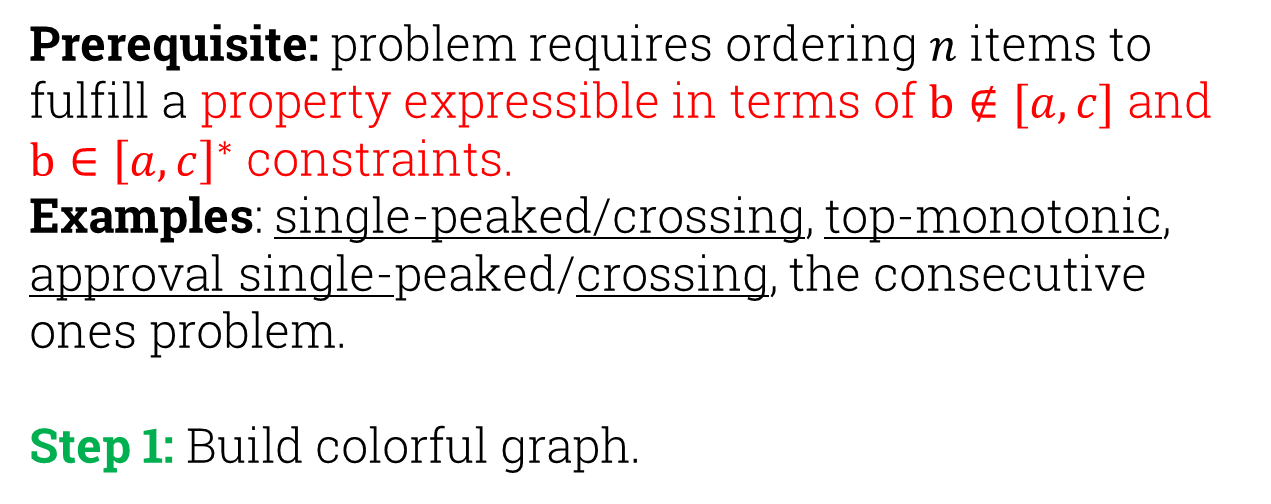 Prerequisite: problem requires ordering n items to
fulfill a property expressible in terms of b ∉ [a, c] and
b ∈ [a, c]* constraints.
Examples: single-peaked/crossing, top-monotonic,
approval single-peaked/crossing, the consecutive
ones problem.
Step 1: Build colorful graph.